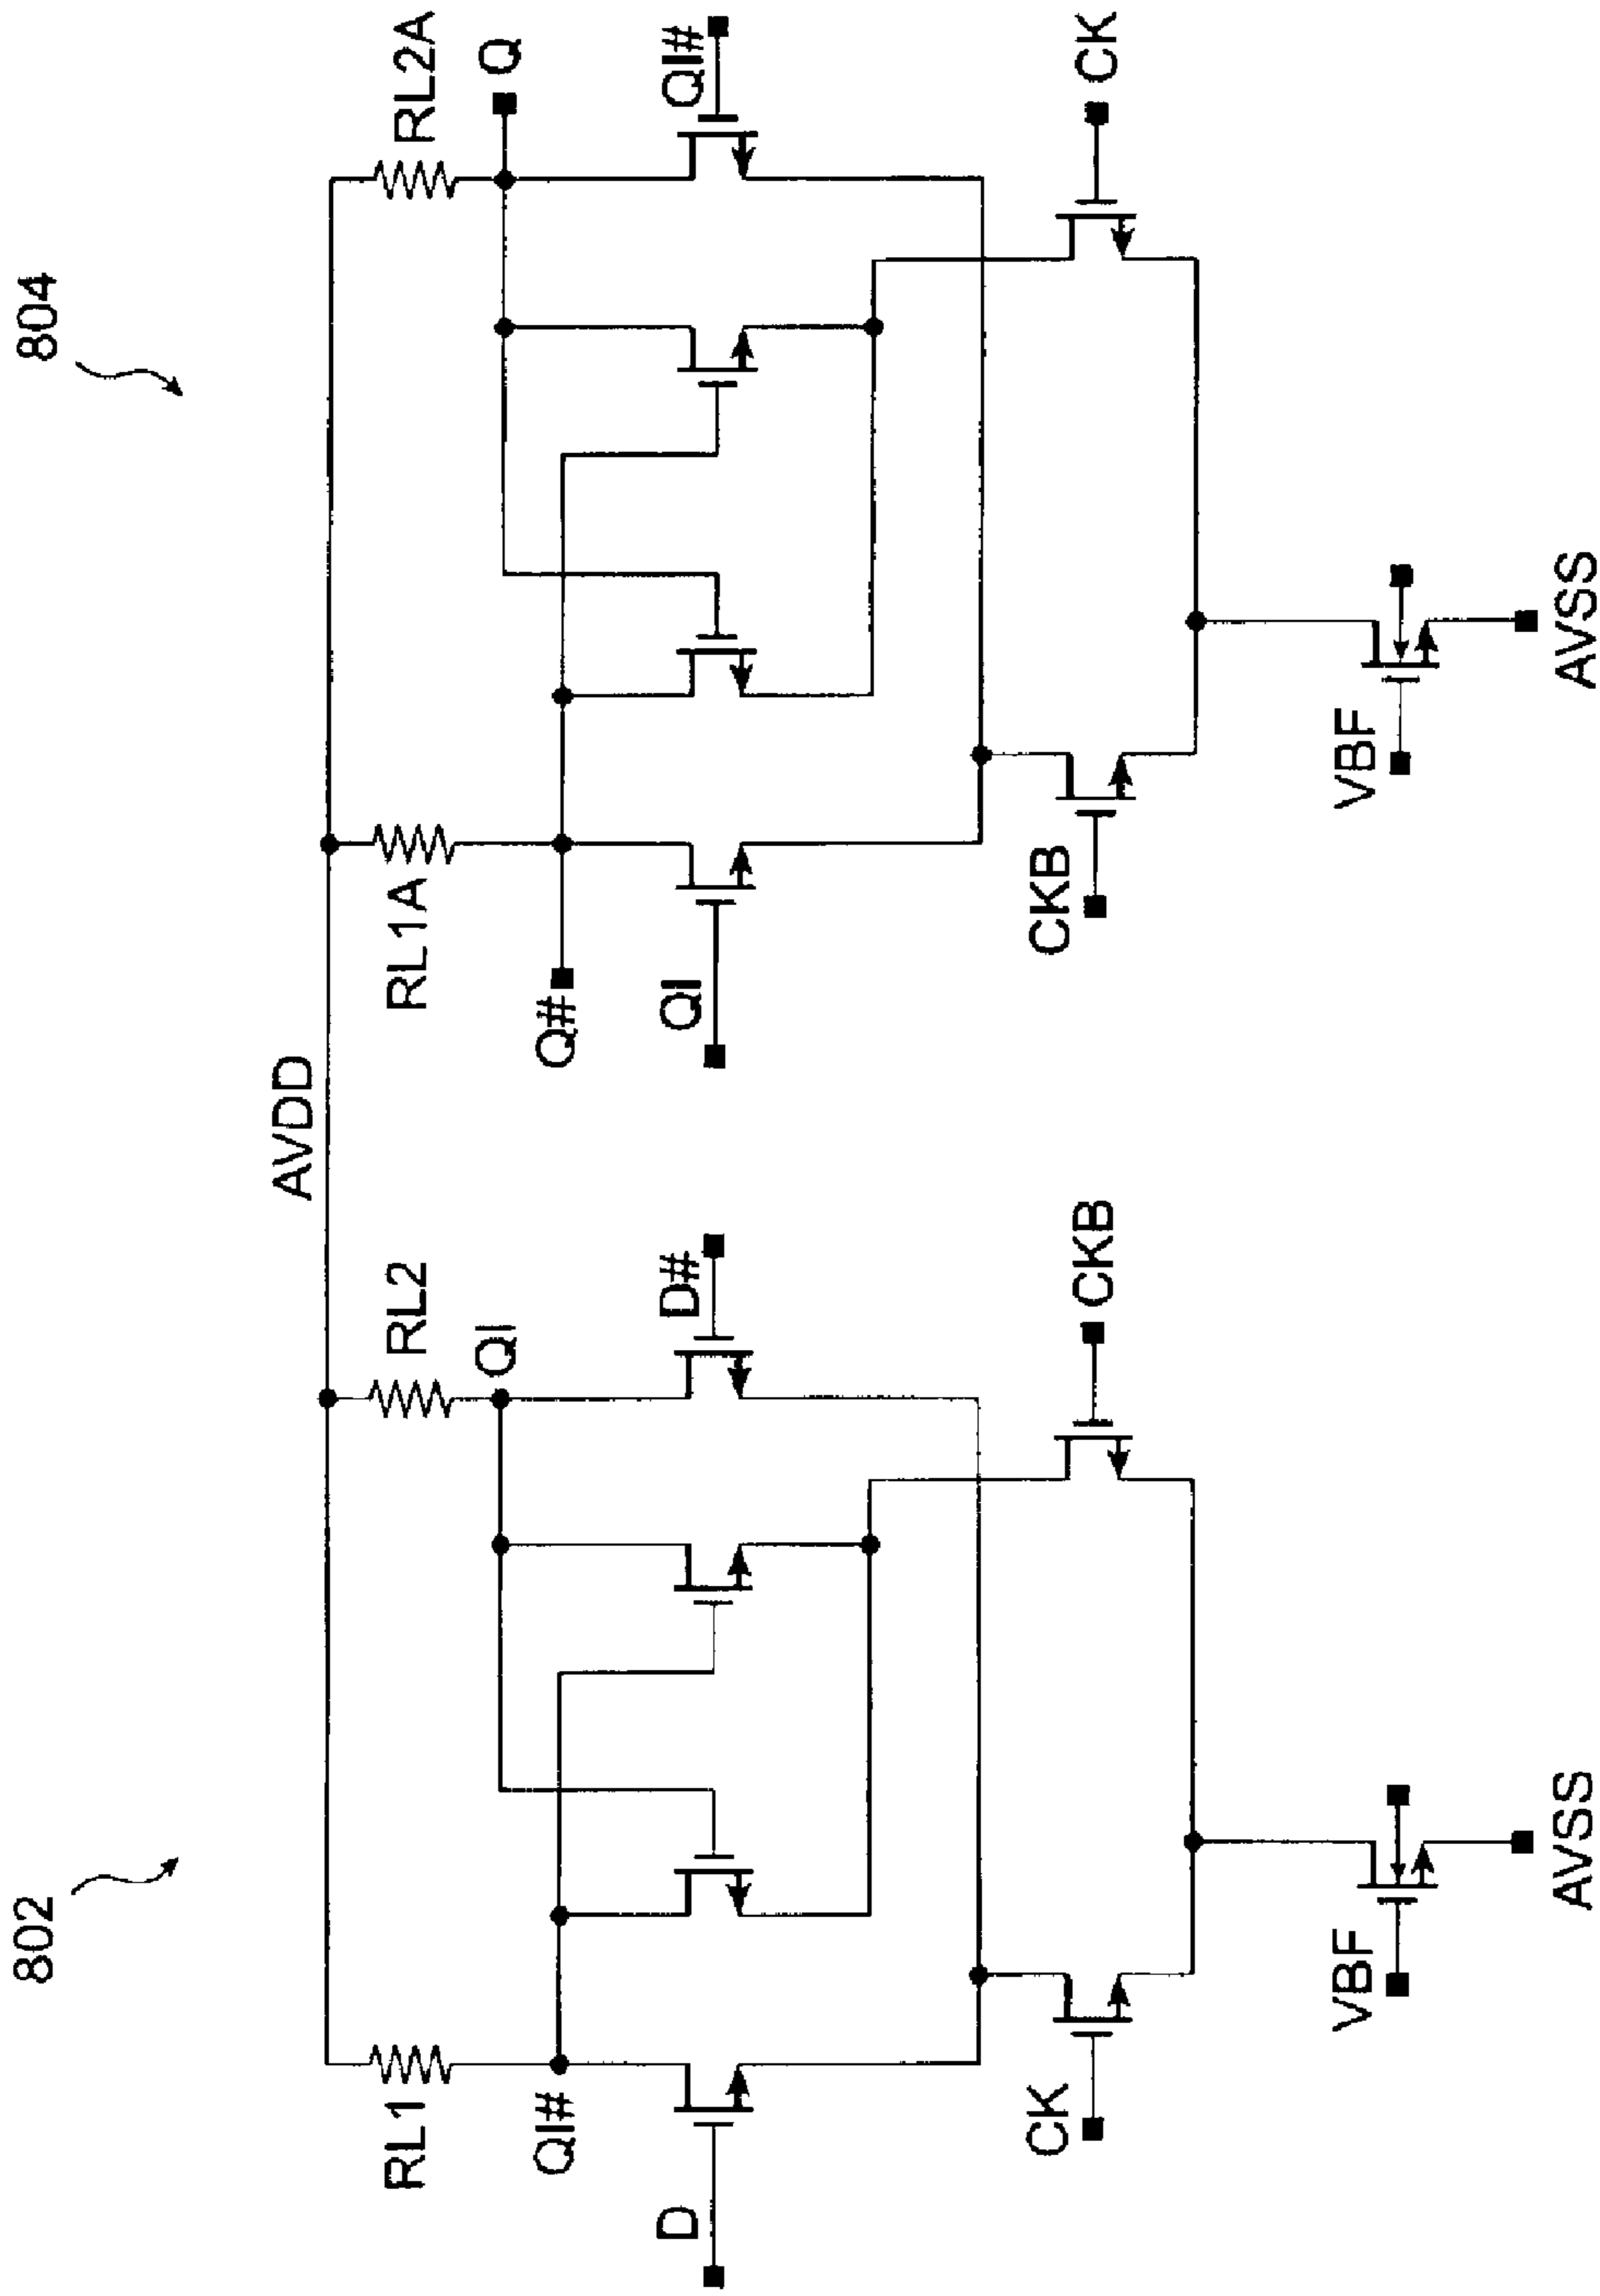 802
804
AVDD
RL1
RL2
RL1A
RL2A
QI#
QI
Q#
Q
D
D#
QI
QI#
CK
CKB
CKB
CK
VBF
VBF
AVSS
AVSS